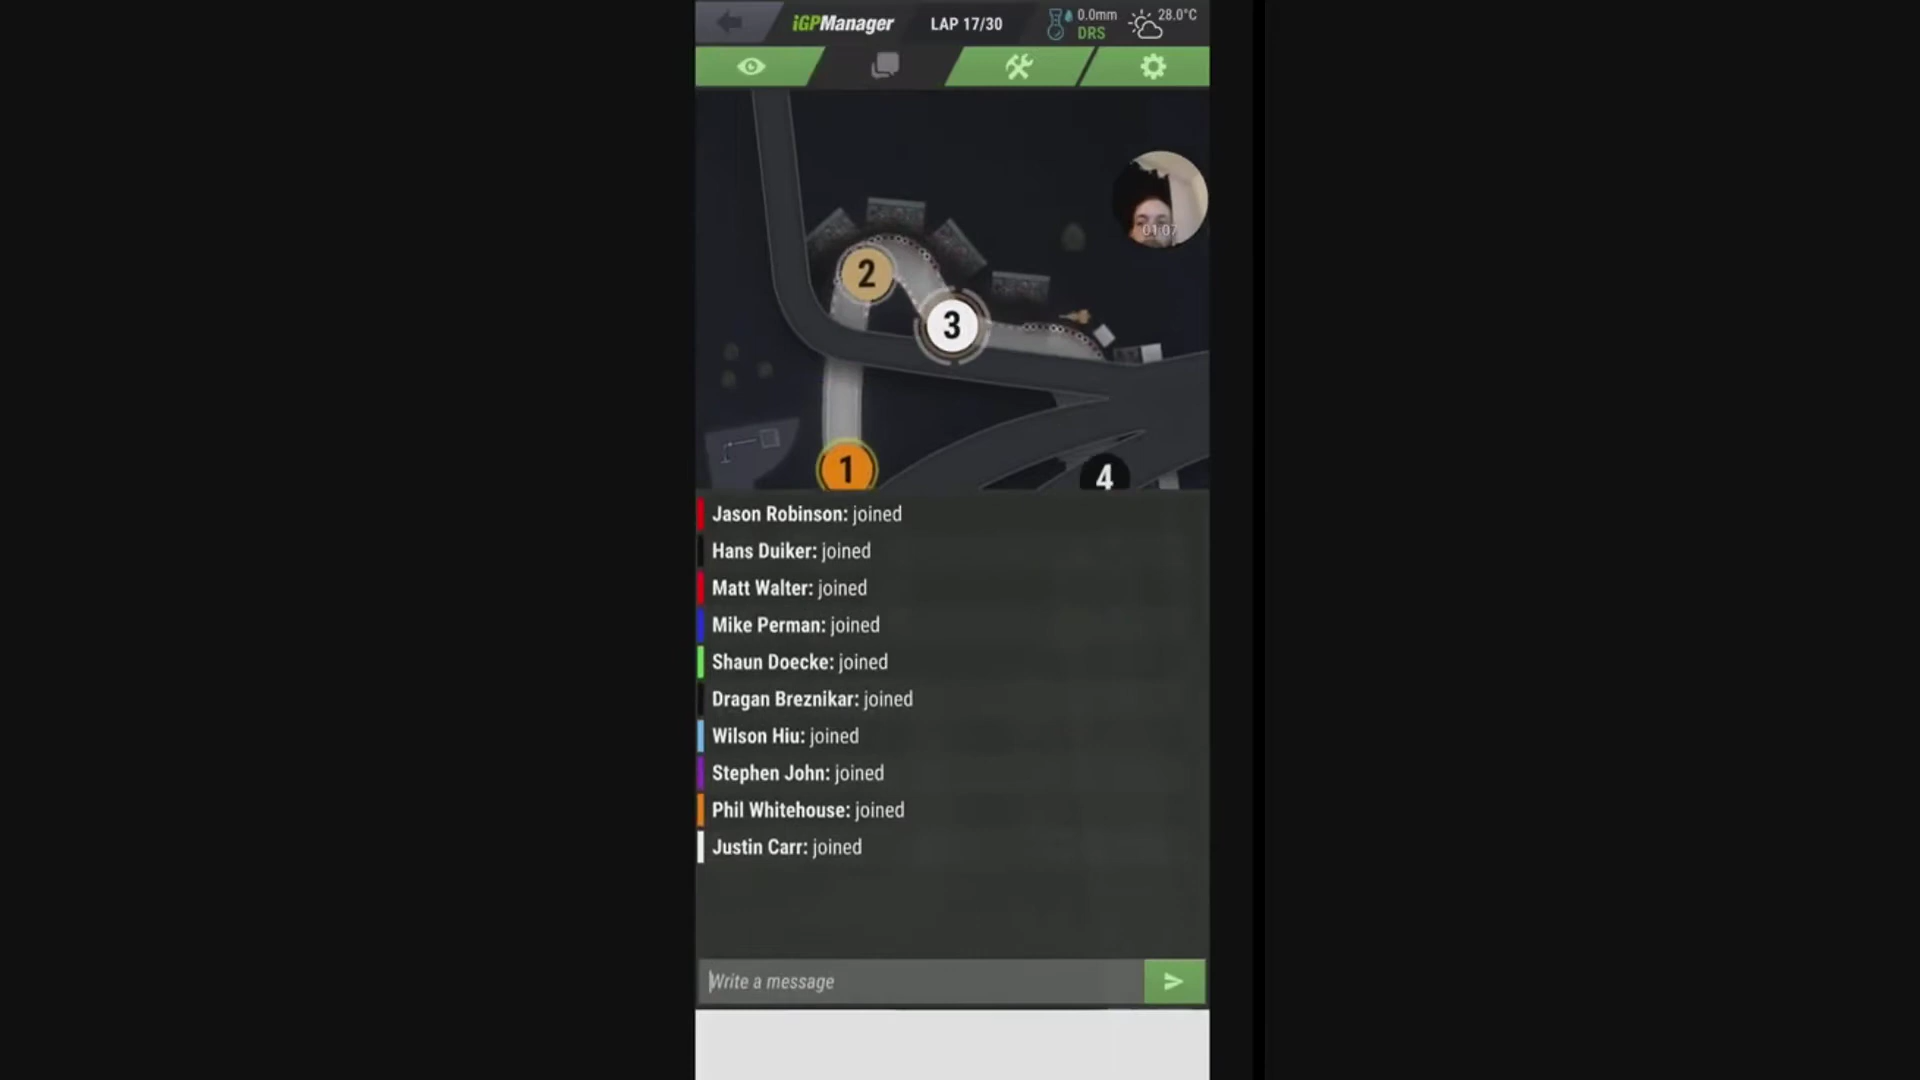 iGPManager
LAP 17/30
0.0mm
DRS
28.0°C
01:07
2
3
1
4
Jason Robinson: joined
Hans Duiker: joined
Matt Walter: joined
Mike Perman: joined
Shaun Doecke: joined
Dragan Breznikar: joined
Wilson Hiu: joined
Stephen John: joined
Phil Whitehouse: joined
Justin Carr: joined
Write a message